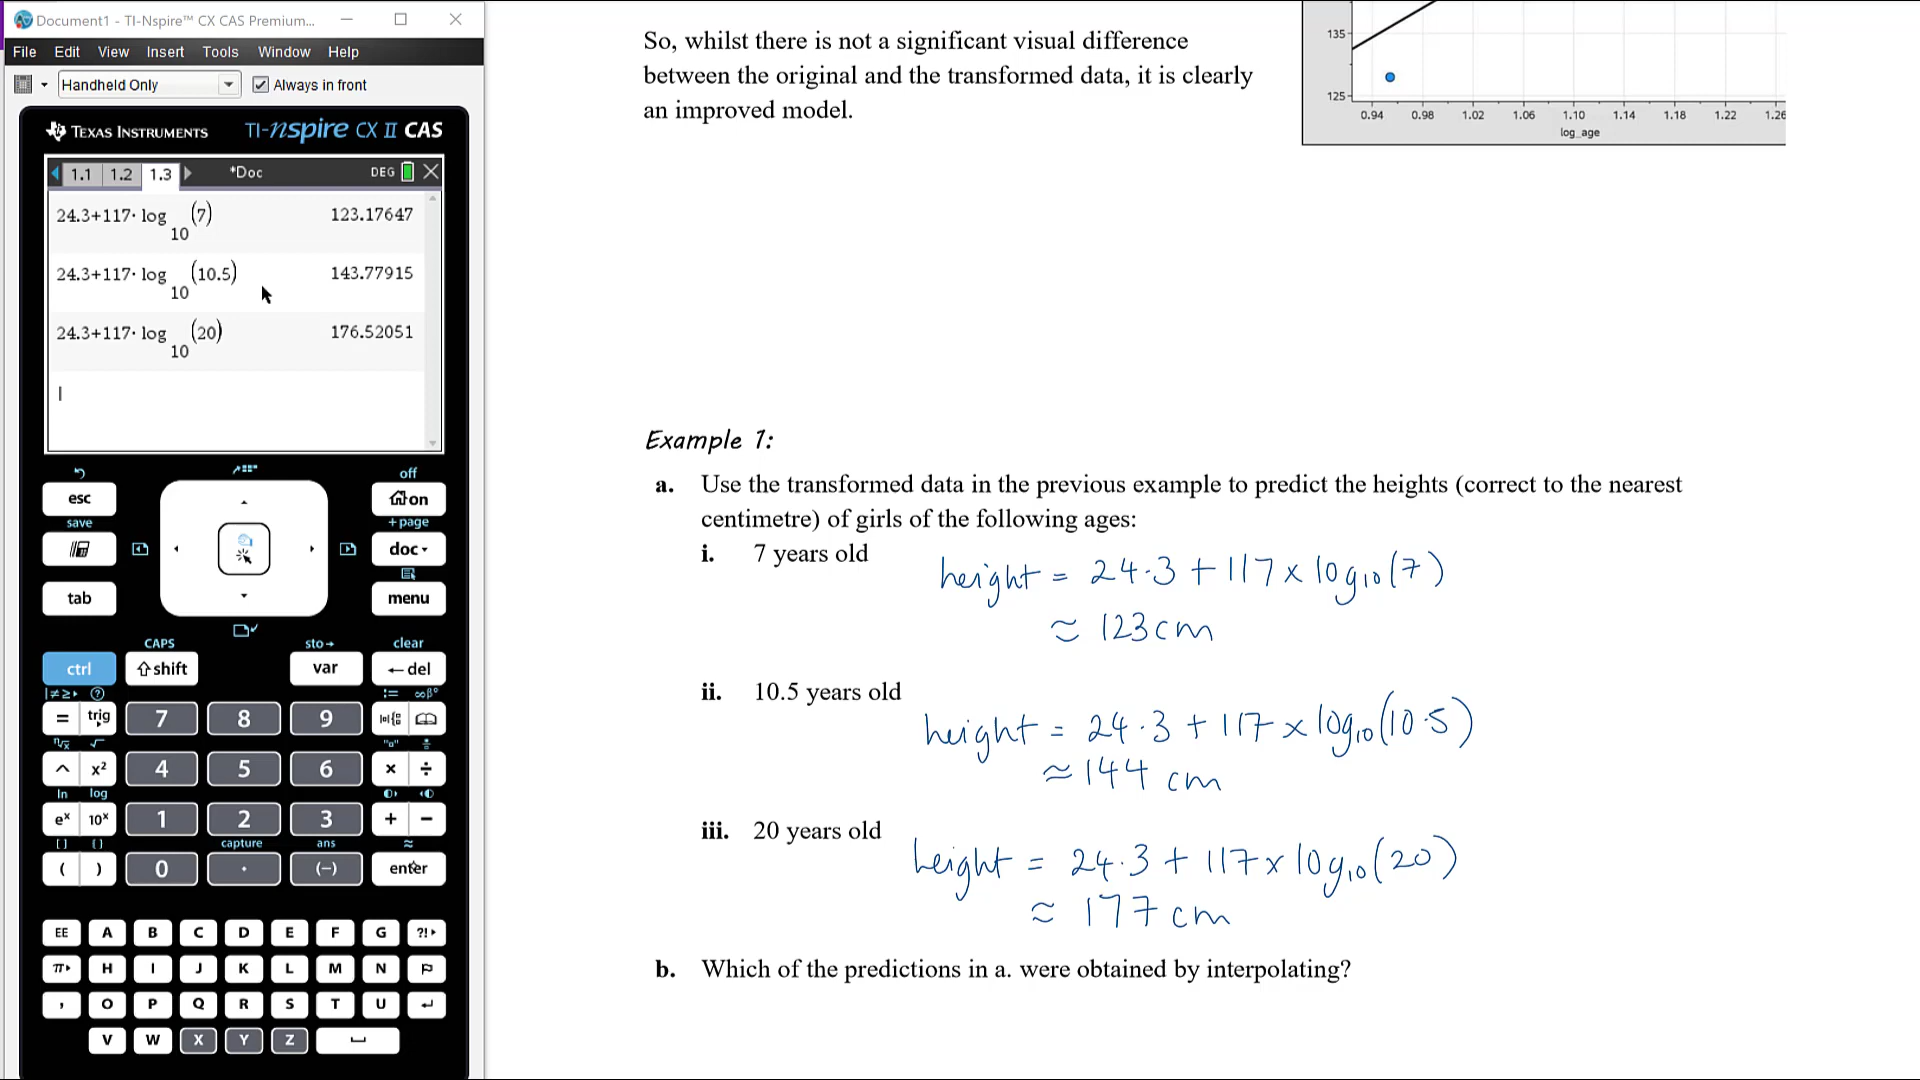 Document1 - TI-Nspire™ CX CAS Premium...
File Edit View Insert Tools Window Help
Handheld Only
Always in front
TEXAS INSTRUMENTS TI-nspire CX II CAS
1.1 1.2 1.3 *Doc DEG
24.3+117·log10(7) 123.17647
24.3+117·log10(10.5) 143.77915
24.3+117·log10(20) 176.52051
off
esc on
save +page
doc
tab menu
CAPS sto→ clear
ctrl ⇧shift var ←del
= trig 7 8 9
^ x² 4 5 6 × ÷
ln log
eˣ 10ˣ 1 2 3 + −
[ ] { } capture ans ≈
( ) 0 . (−) enter
EE A B C D E F G ?!▸
π▸ H I J K L M N
, O P Q R S T U ↵
V W X Y Z
So, whilst there is not a significant visual difference
between the original and the transformed data, it is clearly
an improved model.
135
125
0.94 0.98 1.02 1.06 1.10 1.14 1.18 1.22 1.26
log_age
Example 1:
a. Use the transformed data in the previous example to predict the heights (correct to the nearest
centimetre) of girls of the following ages:
i. 7 years old
height = 24.3 + 117 × log10(7)
≈ 123cm
ii. 10.5 years old
height = 24.3 + 117 × log10(10.5)
≈ 144 cm
iii. 20 years old
height = 24.3 + 117 × log10(20)
≈ 177 cm
b. Which of the predictions in a. were obtained by interpolating?